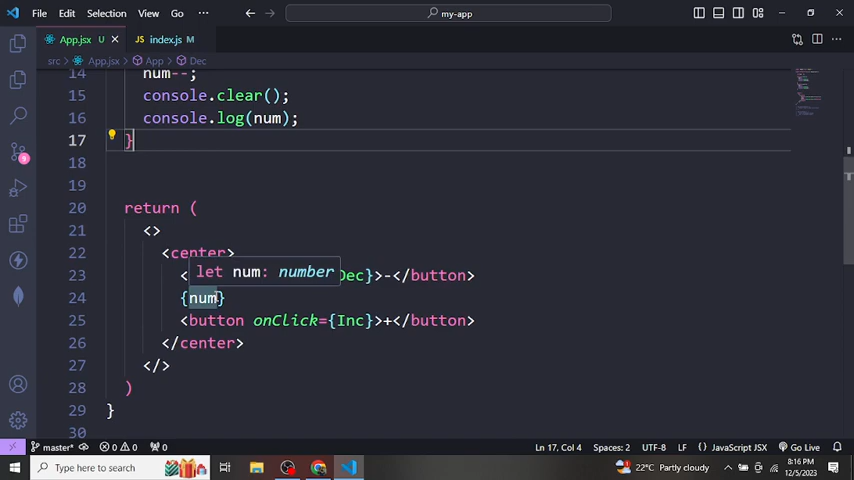 File Edit Selection View Go ··· my-app
App.jsx U × JS index.js M
src > App.jsx > App > Dec
14 num--;
15 console.clear();
16 console.log(num);
17 }
18
19
20 return (
21 <>
22 <center>
let num: number
23 < Dec}>-</button>
24 {num}
25 <button onClick={Inc}>+</button>
26 </center>
27 </>
28 )
29 }
30
9
master* 0 0 0 Ln 17, Col 4 Spaces: 2 UTF-8 LF {} JavaScript JSX Go Live
Type here to search 22°C Partly cloudy 8:16 PM
12/5/2023